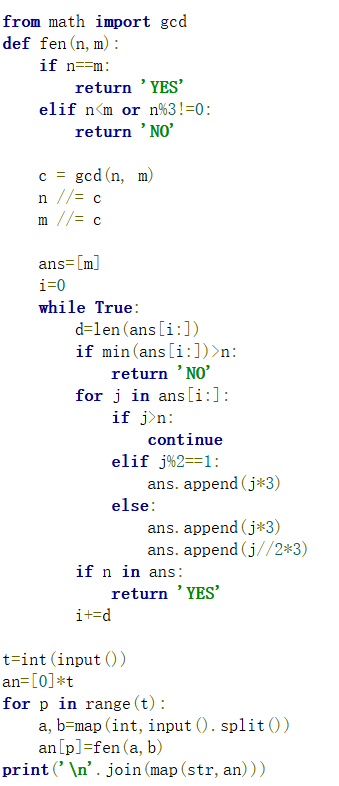 from math import gcd
def fen(n,m):
    if n==m:
        return 'YES'
    elif n<m or n%3!=0:
        return 'NO'

    c = gcd(n, m)
    n //= c
    m //= c

    ans=[m]
    i=0
    while True:
        d=len(ans[i:])
        if min(ans[i:])>n:
            return 'NO'
        for j in ans[i:]:
            if j>n:
                continue
            elif j%2==1:
                ans.append(j*3)
            else:
                ans.append(j*3)
                ans.append(j//2*3)
        if n in ans:
            return 'YES'
        i+=d

t=int(input())
an=[0]*t
for p in range(t):
    a,b=map(int,input().split())
    an[p]=fen(a,b)
print('\n'.join(map(str,an)))